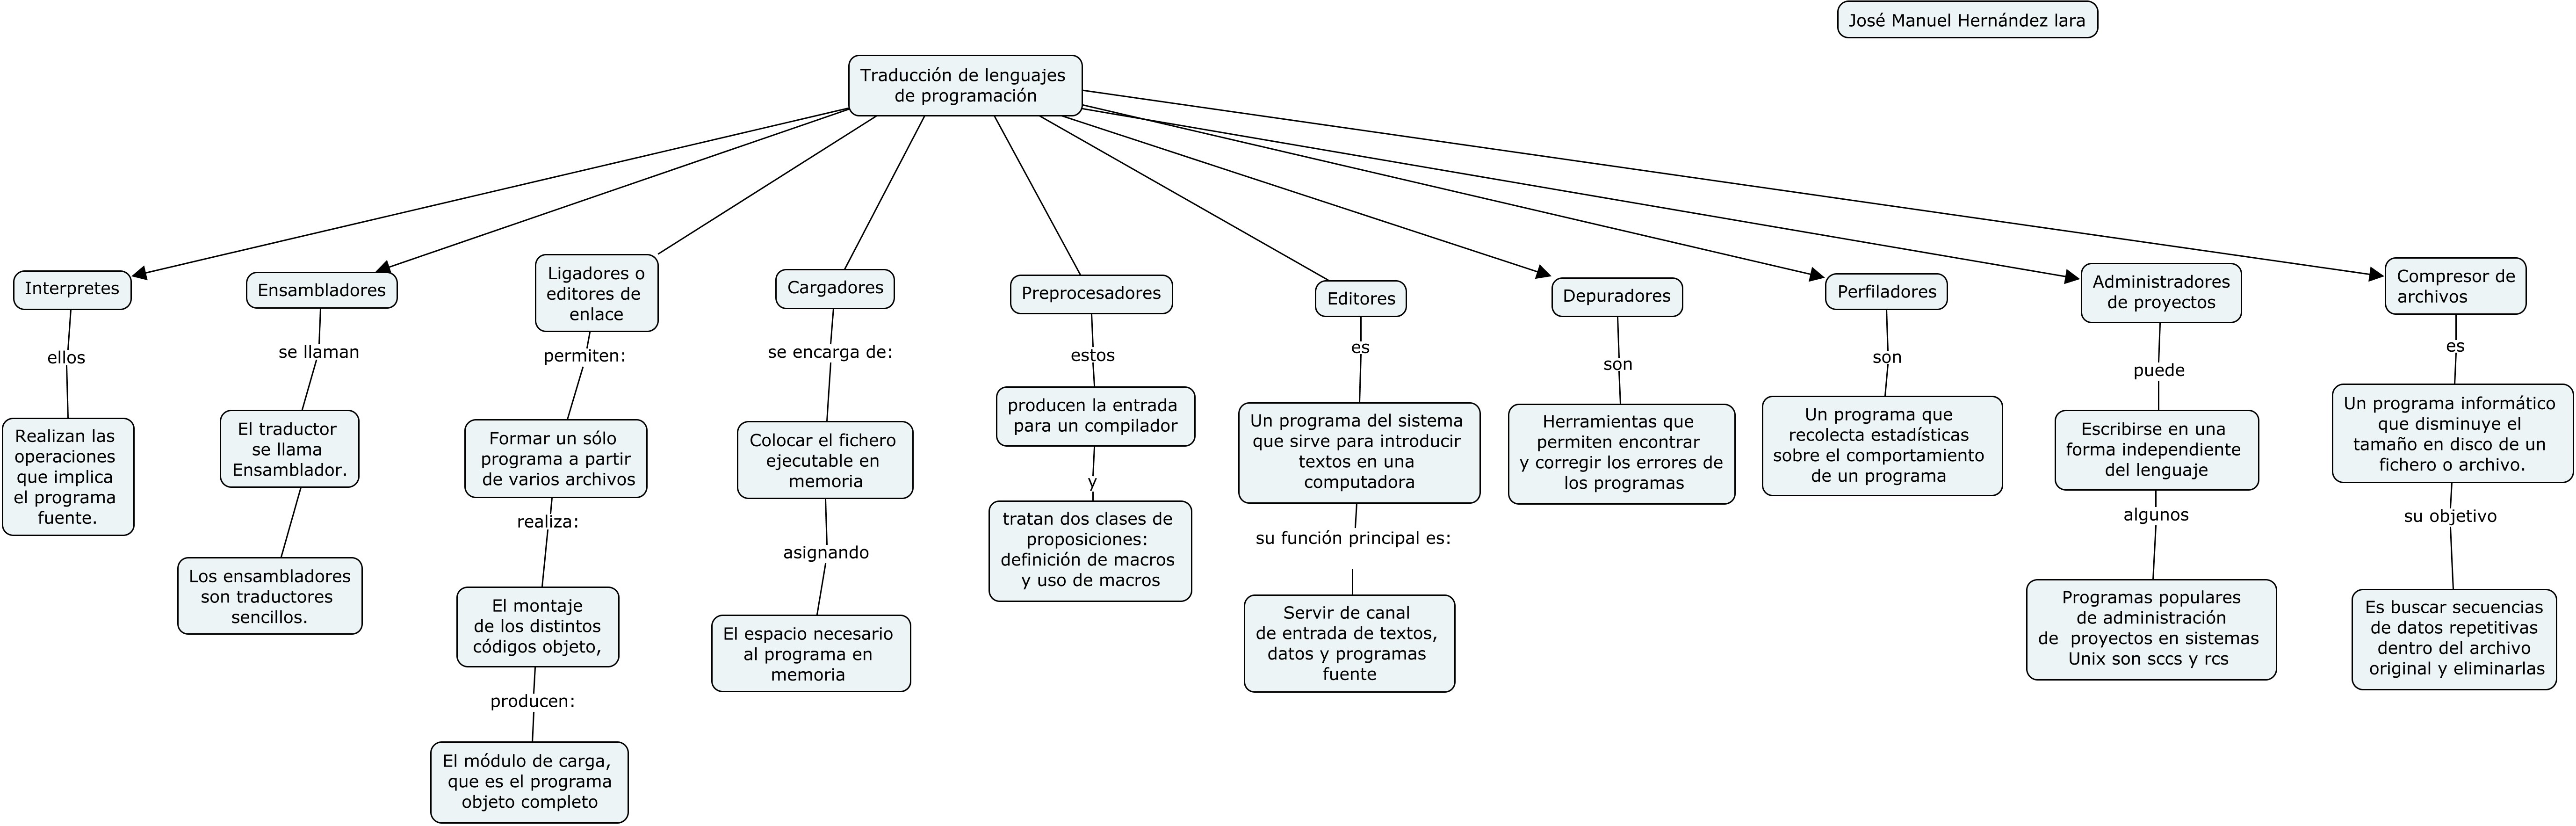 José Manuel Hernández lara
Traducción de lenguajes
de programación
Interpretes
ellos
Realizan las
operaciones
que implica
el programa
fuente.
Ensambladores
se llaman
El traductor
se llama
Ensamblador.
Los ensambladores
son traductores
sencillos.
Ligadores o
editores de
enlace
permiten:
Formar un sólo
programa a partir
de varios archivos
realiza:
El montaje
de los distintos
códigos objeto,
producen:
El módulo de carga,
que es el programa
objeto completo
Cargadores
se encarga de:
Colocar el fichero
ejecutable en
memoria
asignando
El espacio necesario
al programa en
memoria
Preprocesadores
estos
producen la entrada
para un compilador
y
tratan dos clases de
proposiciones:
definición de macros
y uso de macros
Editores
es
Un programa del sistema
que sirve para introducir
textos en una
computadora
su función principal es:
Servir de canal
de entrada de textos,
datos y programas
fuente
Depuradores
son
Herramientas que
permiten encontrar
y corregir los errores de
los programas
Perfiladores
son
Un programa que
recolecta estadísticas
sobre el comportamiento
de un programa
Administradores
de proyectos
puede
Escribirse en una
forma independiente
del lenguaje
algunos
Programas populares
de administración
de proyectos en sistemas
Unix son sccs y rcs
Compresor de
archivos
es
Un programa informático
que disminuye el
tamaño en disco de un
fichero o archivo.
su objetivo
Es buscar secuencias
de datos repetitivas
dentro del archivo
original y eliminarlas